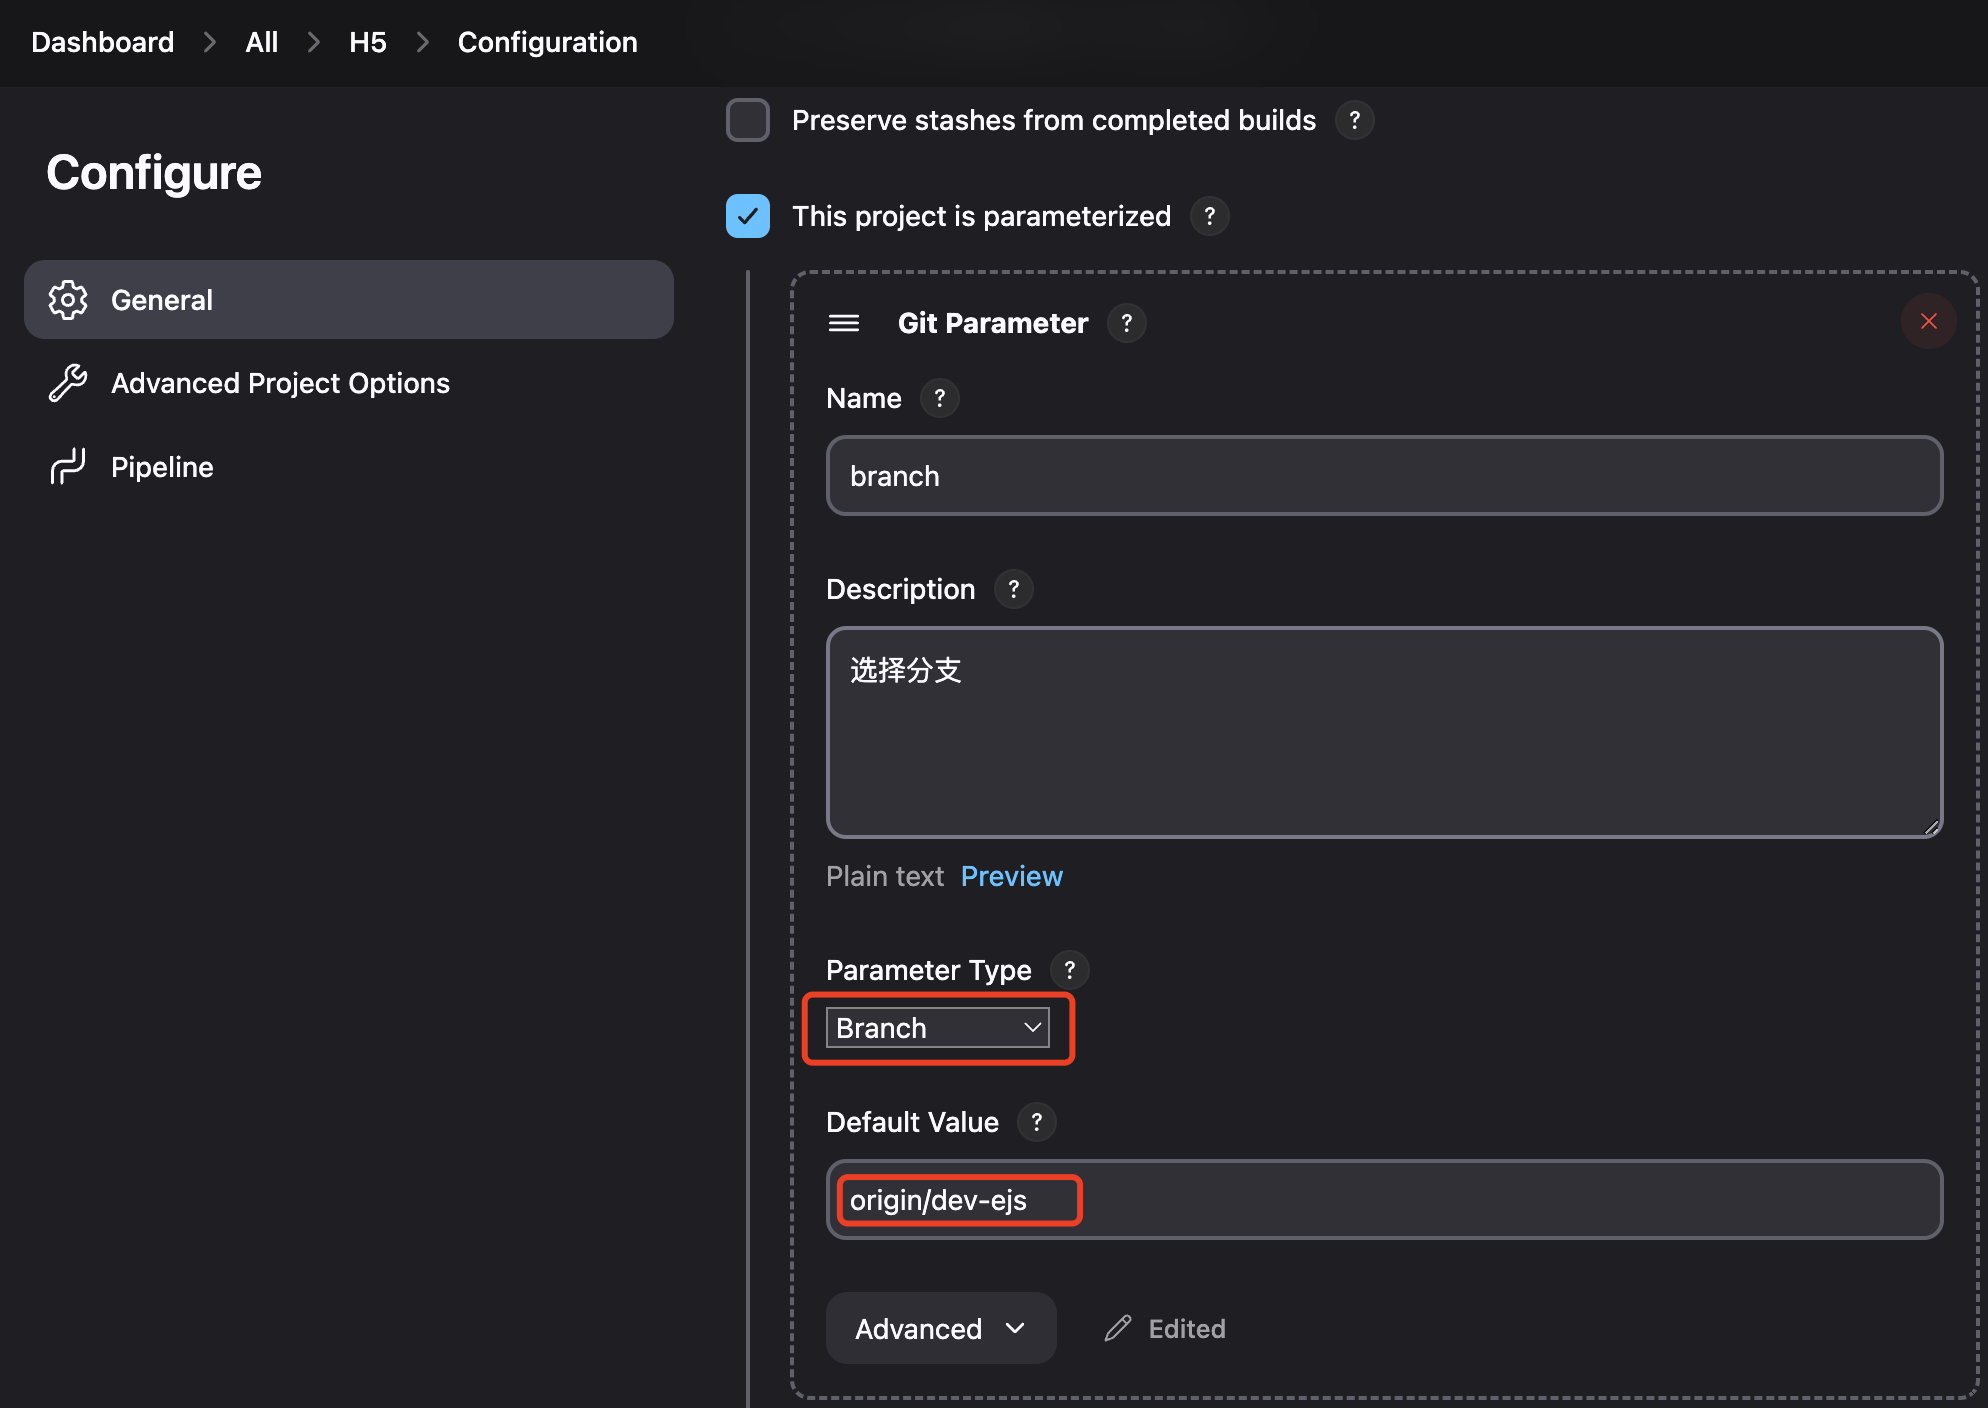 Dashboard > All > H5 > Configuration
Configure
General
Advanced Project Options
Pipeline
Preserve stashes from completed builds ?
This project is parameterized ?
Git Parameter ?
Name ?
branch
Description ?
选择分支
Plain text Preview
Parameter Type ?
Branch
Default Value ?
origin/dev-ejs
Advanced
Edited